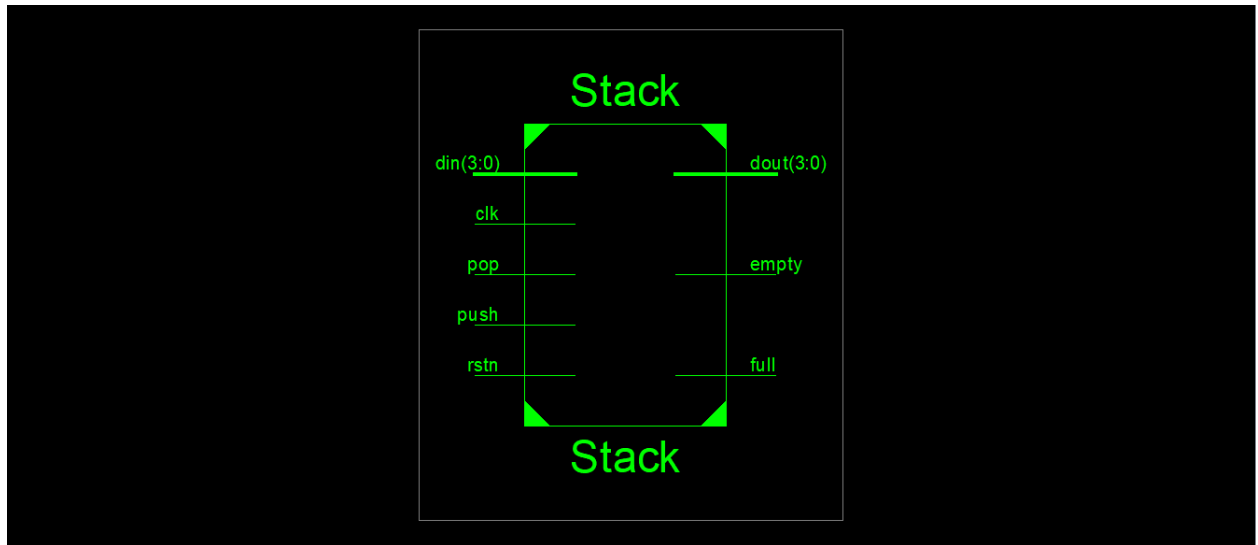 Stack
din(3:0)
dout(3:0)
clk
pop
empty
push
rstn
full
Stack